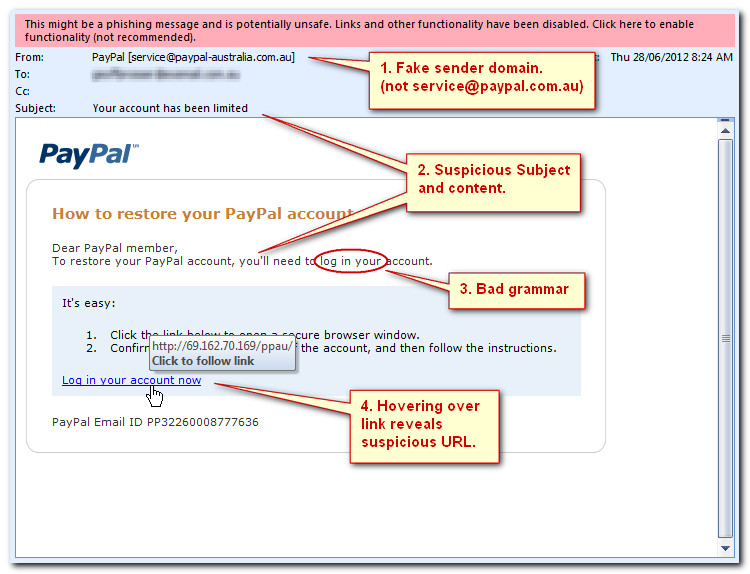 This might be a phishing message and is potentially unsafe. Links and other functionality have been disabled. Click here to enable
functionality (not recommended).
From: PayPal [service@paypal-australia.com.au]
Thu 28/06/2012 8:24 AM
To:
Cc:
Subject: Your account has been limited
1. Fake sender domain.
(not service@paypal.com.au)
PayPal™
2. Suspicious Subject
and content.
How to restore your PayPal account
Dear PayPal member,
To restore your PayPal account, you'll need to log in your account.
3. Bad grammar
It's easy:
1. Click the link below to open a secure browser window.
2. Confirm of the account, and then follow the instructions.
http://69.162.70.169/ppau/
Click to follow link
Log in your account now
4. Hovering over
link reveals
suspicious URL.
PayPal Email ID PP32260008777636